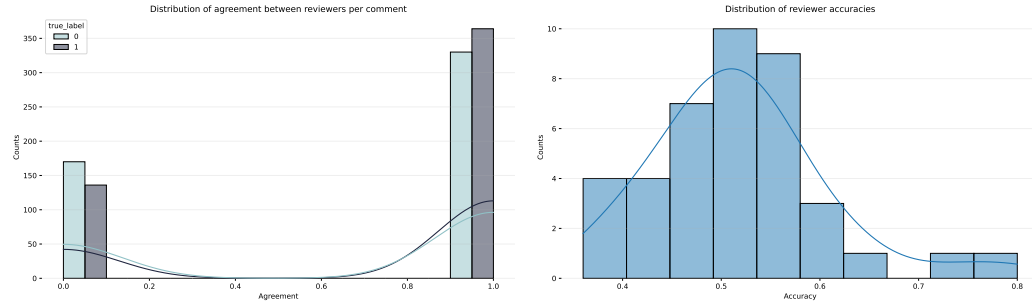 Distribution of agreement between reviewers per comment
true_label
0
1
350
300
250
200
150
100
50
0
Counts
0.0 0.2 0.4 0.6 0.8 1.0
Agreement
Distribution of reviewer accuracies
10
8
6
4
2
0
Counts
0.4 0.5 0.6 0.7 0.8
Accuracy